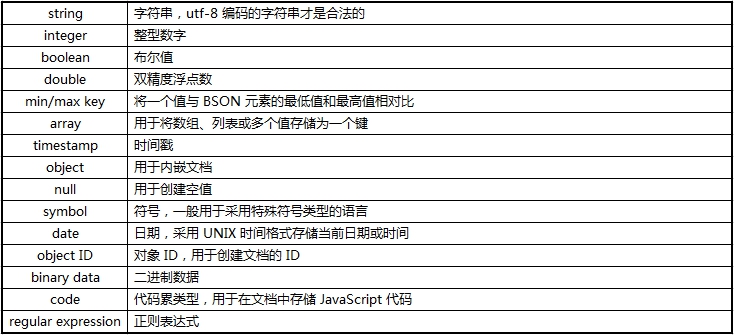 string 字符串，utf-8 编码的字符串才是合法的
integer 整型数字
boolean 布尔值
double 双精度浮点数
min/max key 将一个值与 BSON 元素的最低值和最高值相对比
array 用于将数组、列表或多个值存储为一个键
timestamp 时间戳
object 用于内嵌文档
null 用于创建空值
symbol 符号，一般用于采用特殊符号类型的语言
date 日期，采用 UNIX 时间格式存储当前日期或时间
object ID 对象 ID，用于创建文档的 ID
binary data 二进制数据
code 代码累类型，用于在文档中存储 JavaScript 代码
regular expression 正则表达式